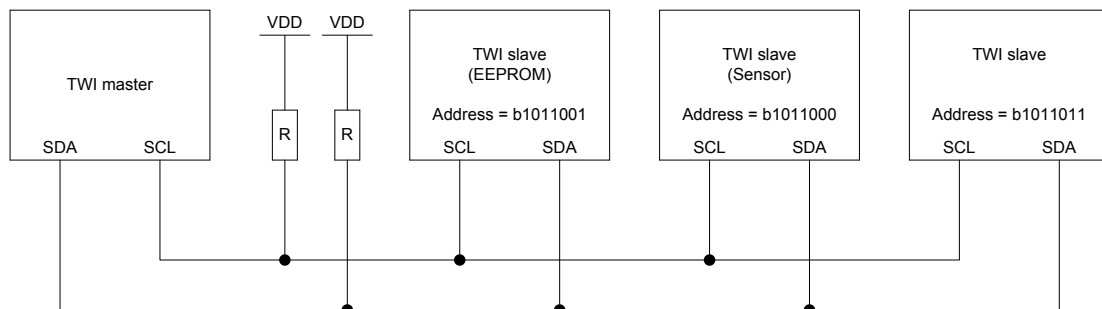 TWI master
SDA
SCL
VDD
VDD
R
R
TWI slave
(EEPROM)
Address = b1011001
SCL
SDA
TWI slave
(Sensor)
Address = b1011000
SCL
SDA
TWI slave
Address = b1011011
SCL
SDA